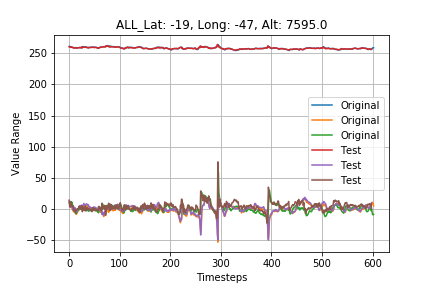 ALL_Lat: -19, Long: -47, Alt: 7595.0
Value Range
250
200
150
100
50
0
−50
Original
Original
Original
Test
Test
Test
0
100
200
300
400
500
600
Timesteps